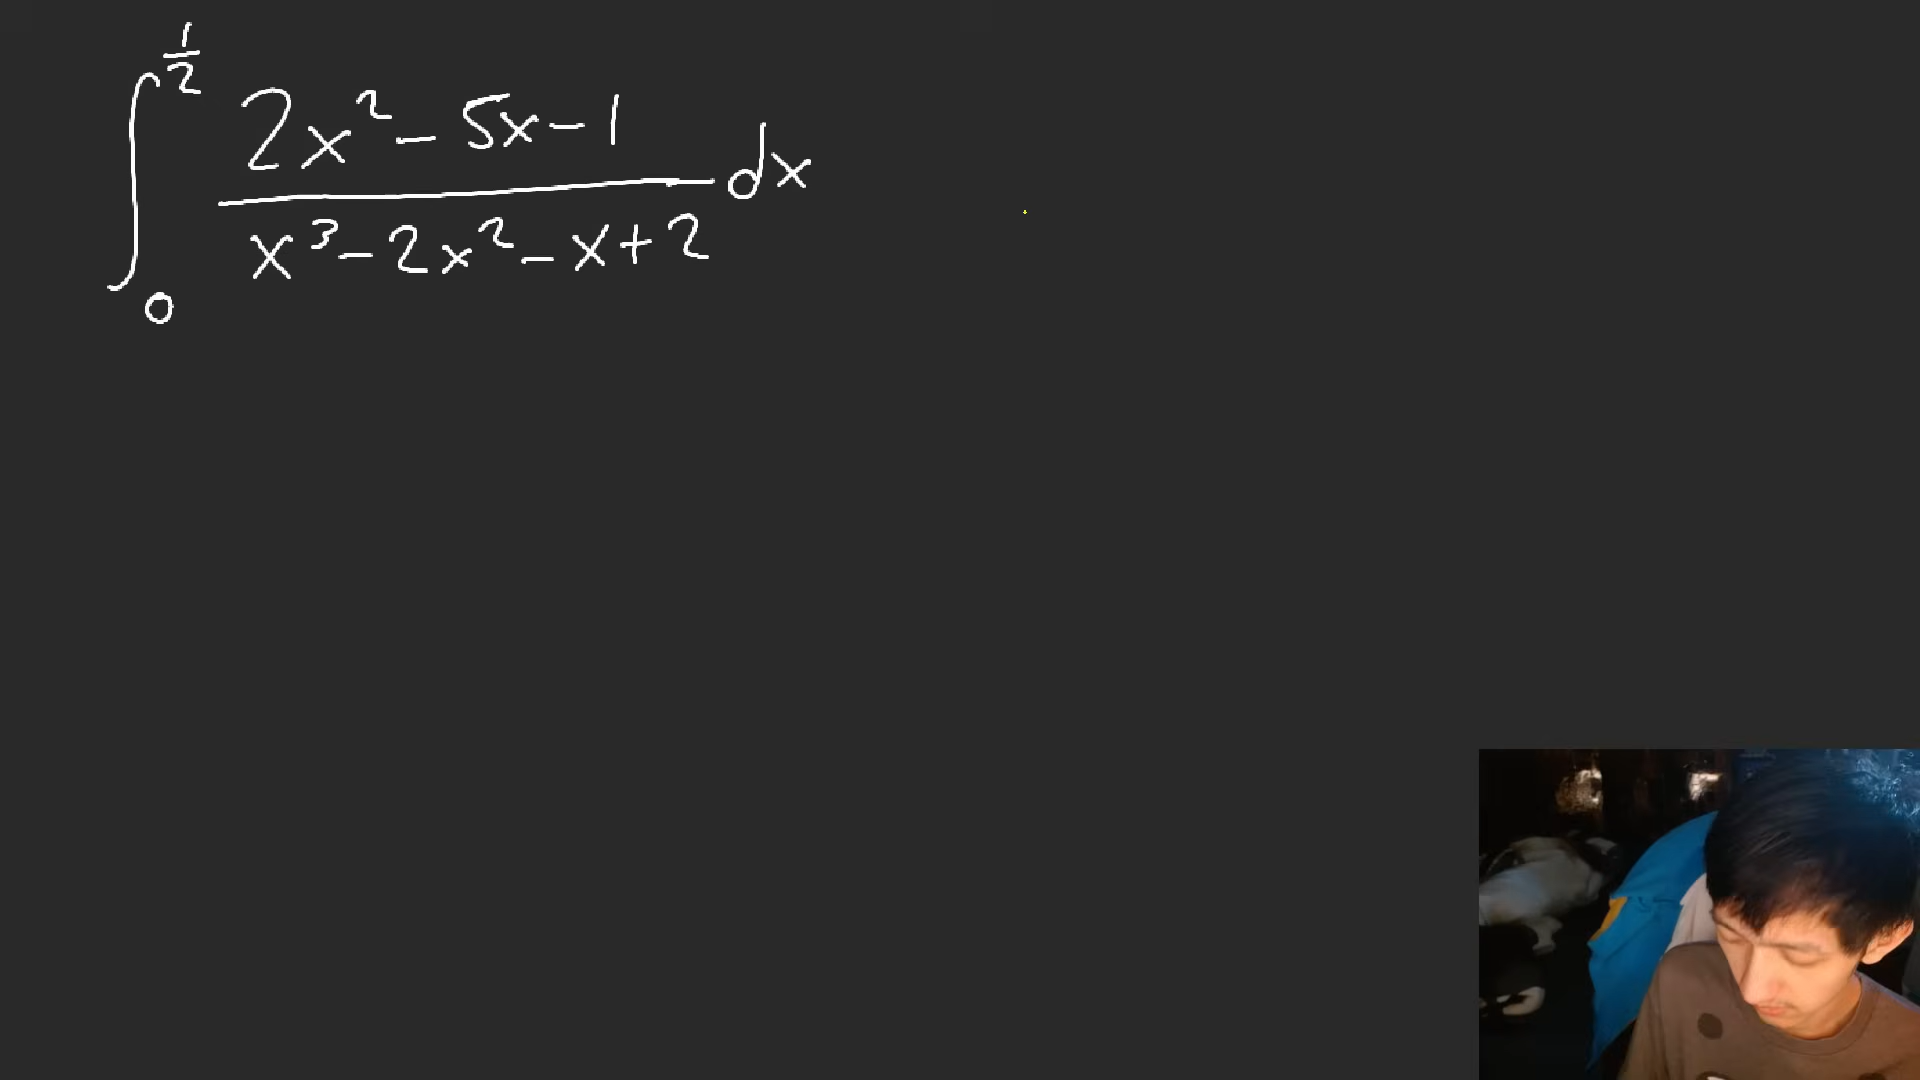 ∫₀^{1/2} (2x² - 5x - 1)/(x³ - 2x² - x + 2) dx